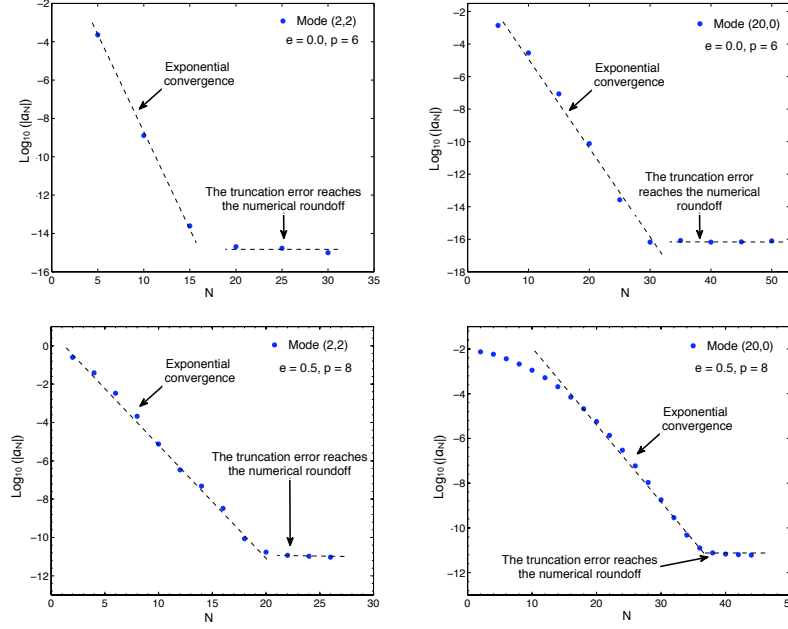 −2
−4
−6
−8
−10
−12
−14
−16
0
5
10
15
20
25
30
35
N
Log10 (|aN|)
Mode (2,2)
e = 0.0, p = 6
Exponential
convergence
The truncation error reaches
the numerical roundoff
−2
−4
−6
−8
−10
−12
−14
−16
−18
0
10
20
30
40
50
N
Log10 (|aN|)
Mode (20,0)
e = 0.0, p = 6
Exponential
convergence
The truncation error
reaches the numerical
roundoff
0
−2
−4
−6
−8
−10
−12
0
5
10
15
20
25
30
N
Log10 (|aN|)
Mode (2,2)
e = 0.5, p = 8
Exponential
convergence
The truncation error reaches
the numerical roundoff
−2
−4
−6
−8
−10
−12
0
10
20
30
40
50
N
Log10 (|aN|)
Mode (20,0)
e = 0.5, p = 8
Exponential
convergence
The truncation error reaches
the numerical roundoff